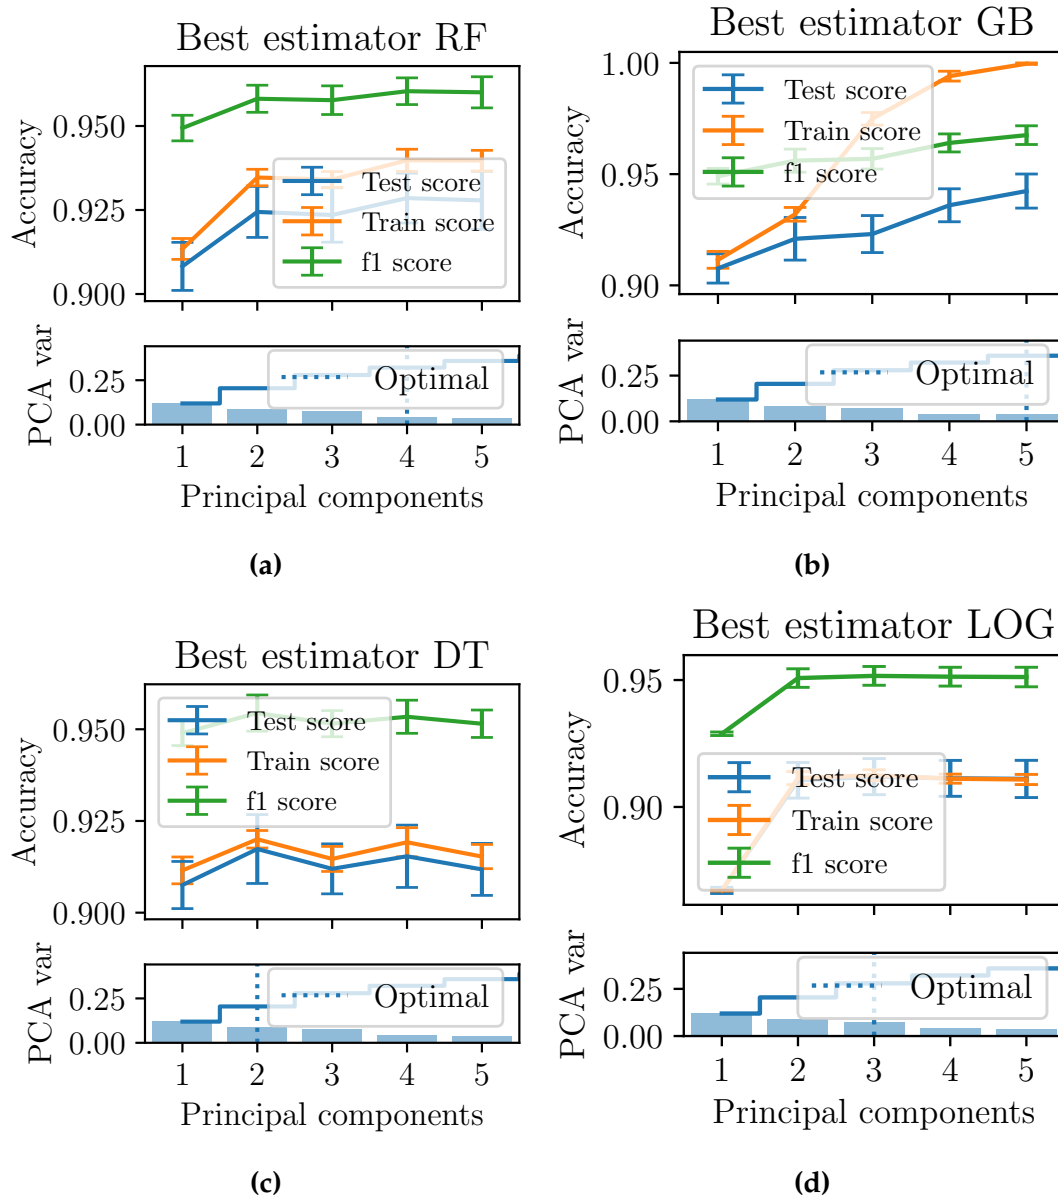 Best estimator RF
Accuracy
0.950
0.925
0.900
Test score
Train score
f1 score
PCA var
0.25
0.00
Optimal
1 2 3 4 5
Principal components
(a)
Best estimator GB
Accuracy
1.00
0.95
0.90
Test score
Train score
f1 score
PCA var
0.25
0.00
Optimal
1 2 3 4 5
Principal components
(b)
Best estimator DT
Accuracy
0.950
0.925
0.900
Test score
Train score
f1 score
PCA var
0.25
0.00
Optimal
1 2 3 4 5
Principal components
(c)
Best estimator LOG
Accuracy
0.95
0.90
Test score
Train score
f1 score
PCA var
0.25
0.00
Optimal
1 2 3 4 5
Principal components
(d)